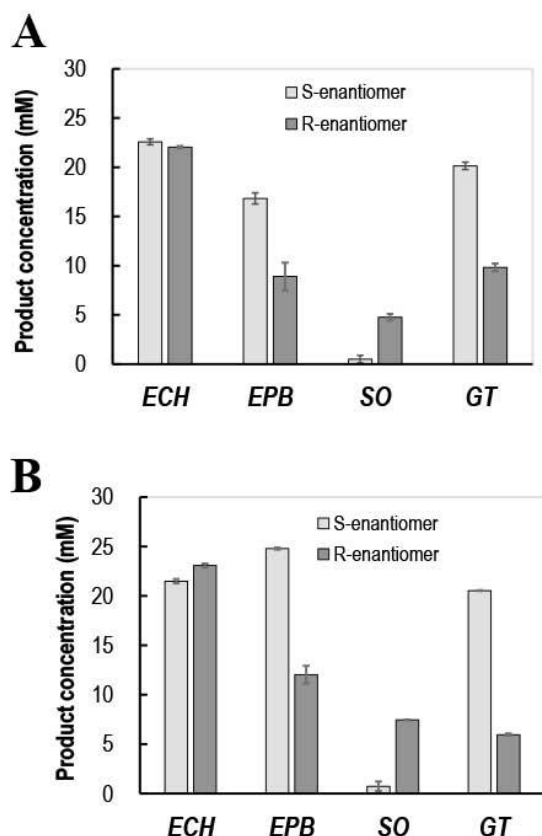 A
Product concentration (mM)
30
25
20
15
10
5
0
S-enantiomer
R-enantiomer
ECH EPB SO GT
B
Product concentration (mM)
30
25
20
15
10
5
0
S-enantiomer
R-enantiomer
ECH EPB SO GT